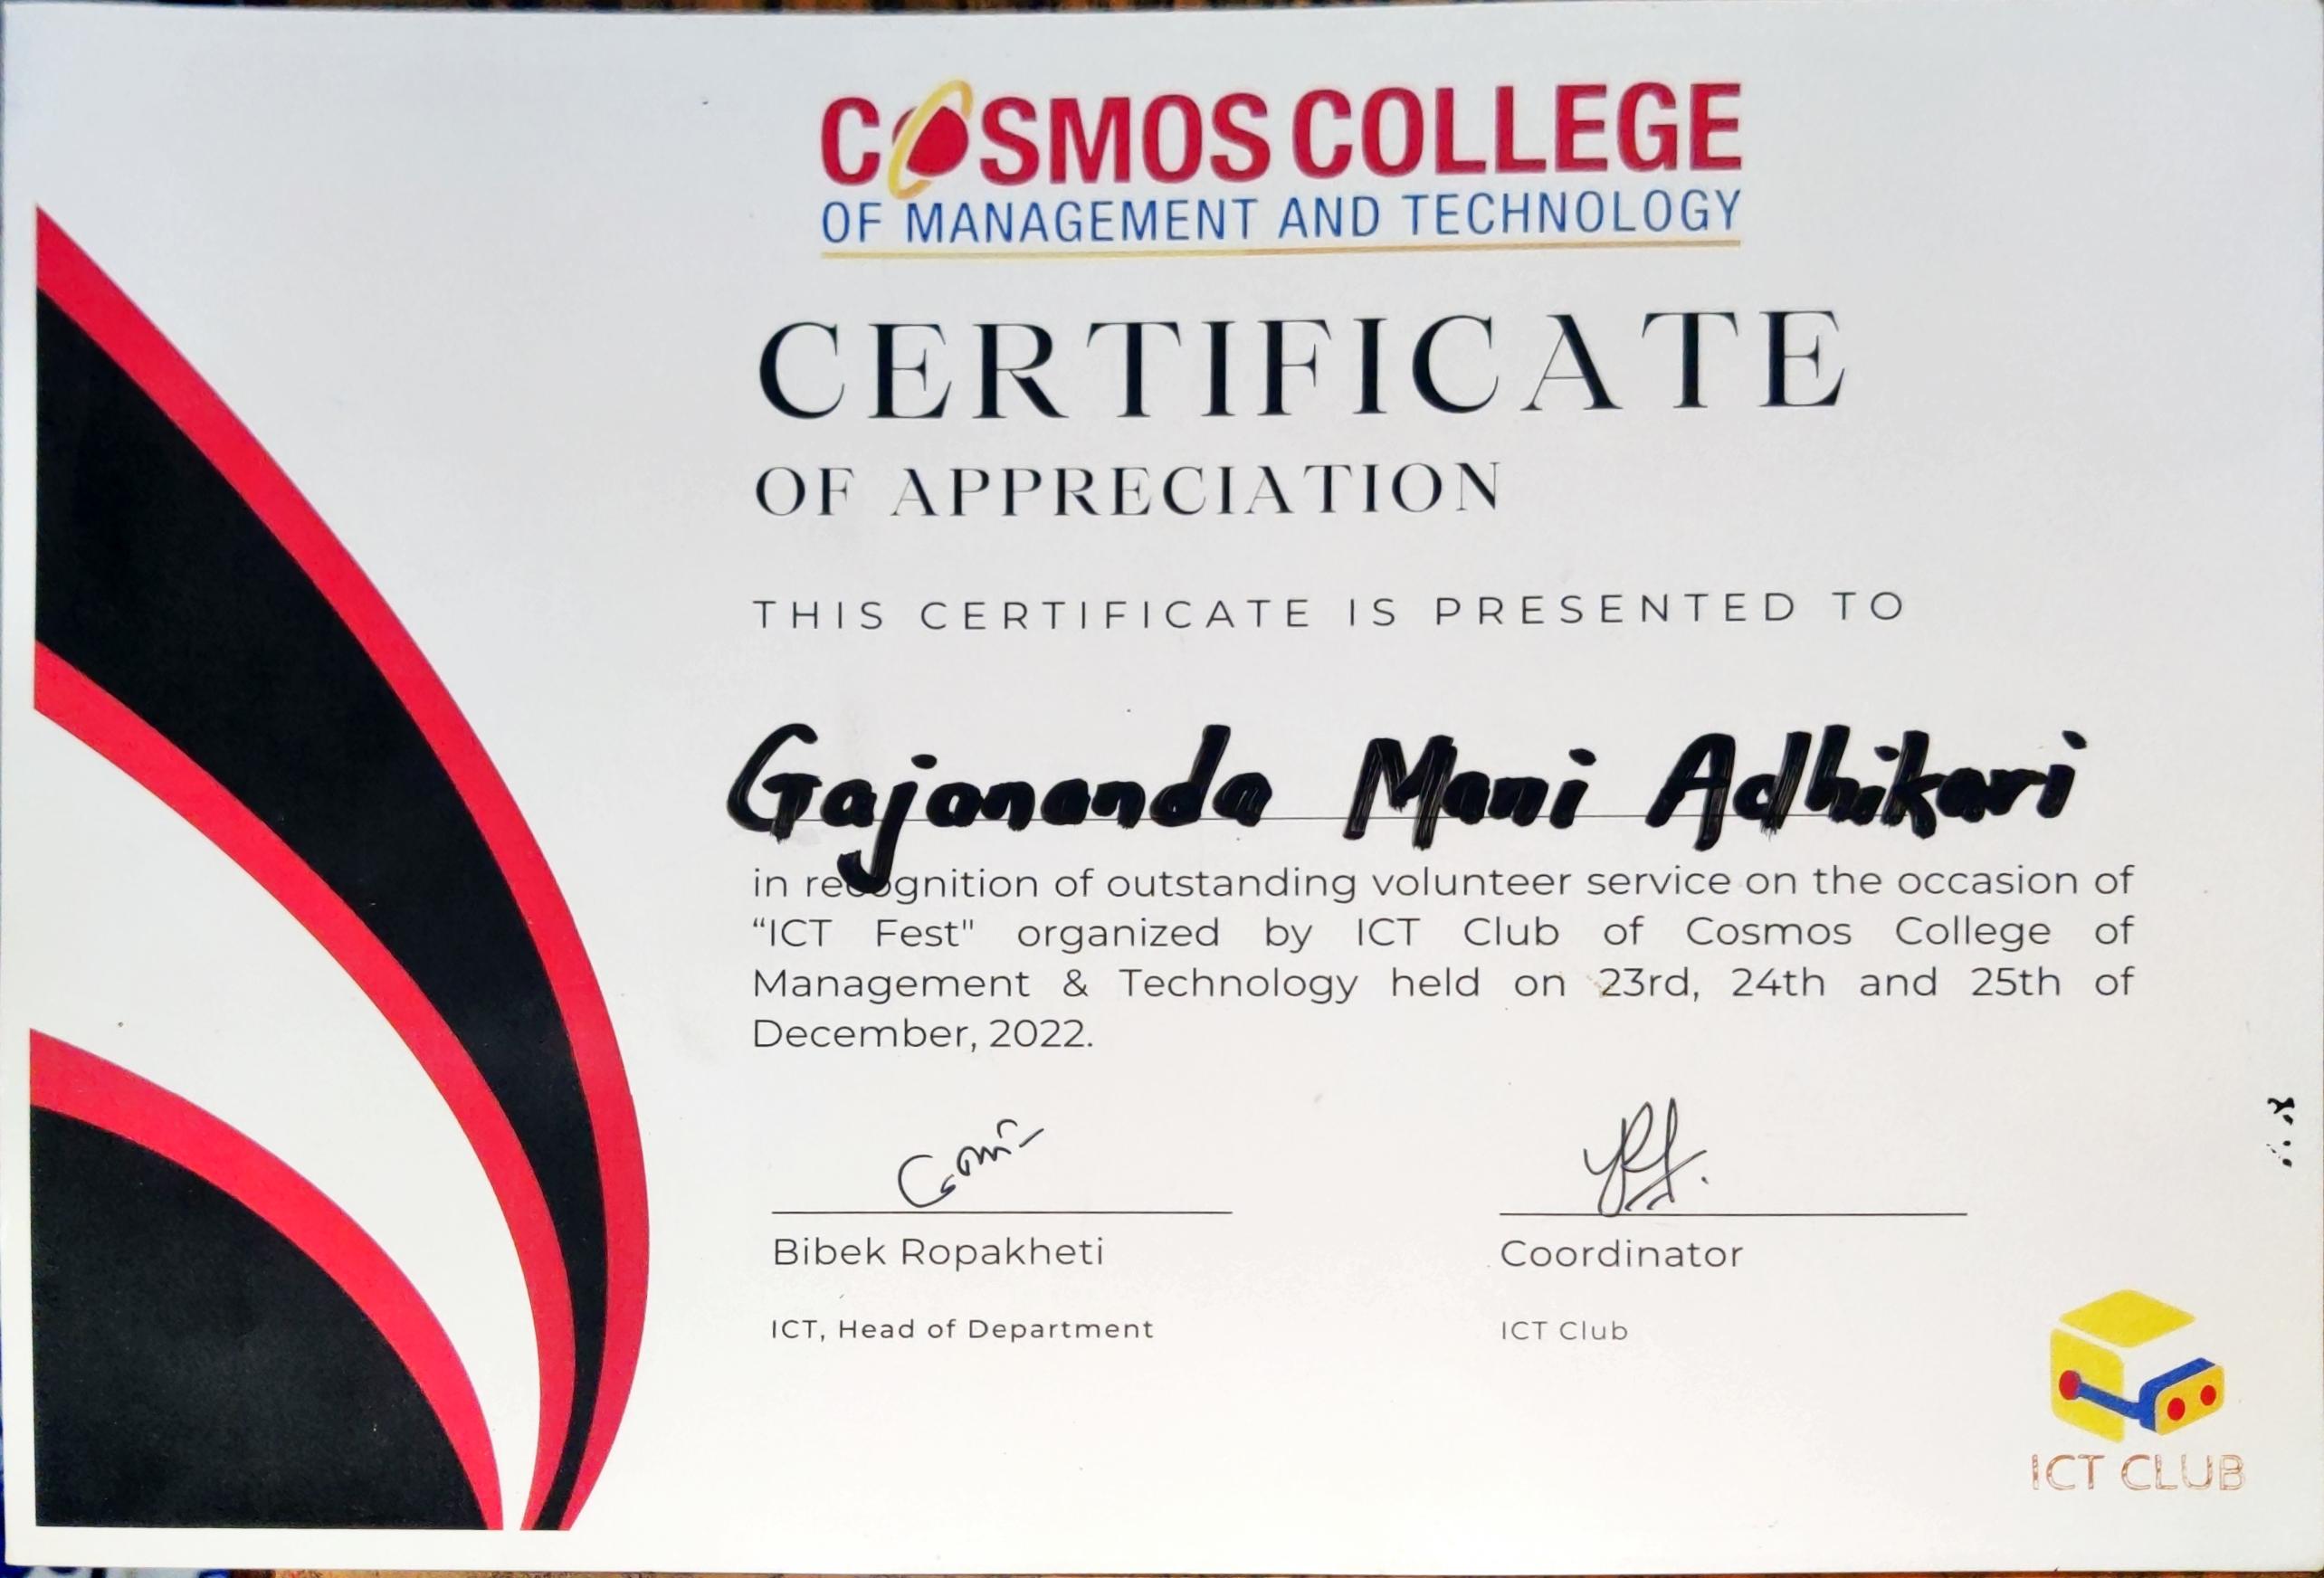 COSMOS COLLEGE
OF MANAGEMENT AND TECHNOLOGY
CERTIFICATE
OF APPRECIATION
THIS CERTIFICATE IS PRESENTED TO
Gajananda Mani Adhikari
in recognition of outstanding volunteer service on the occasion of
“ICT Fest" organized by ICT Club of Cosmos College of
Management & Technology held on 23rd, 24th and 25th of
December, 2022.
Bibek Ropakheti
Coordinator
ICT, Head of Department
ICT Club
ICT CLUB